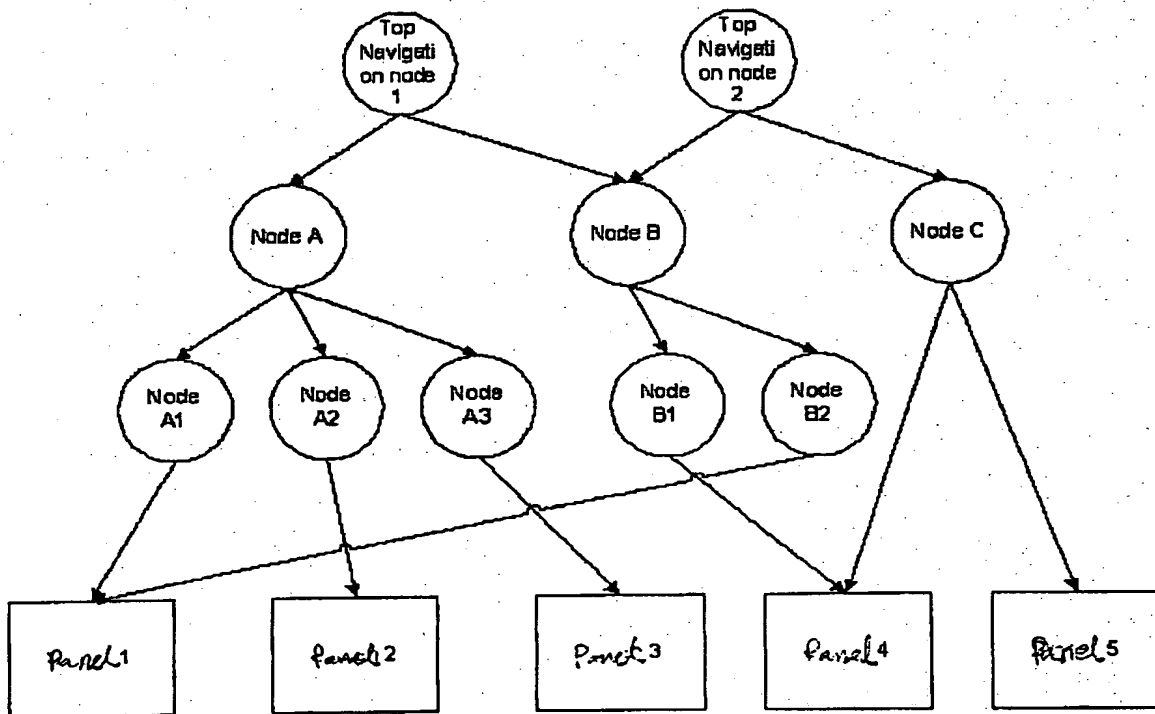 Top
Navigati
on node
1
Top
Navigati
on node
2
Node A
Node B
Node C
Node
A1
Node
A2
Node
A3
Node
B1
Node
B2
Panel 1
Panel 2
Panel 3
Panel 4
Panel 5